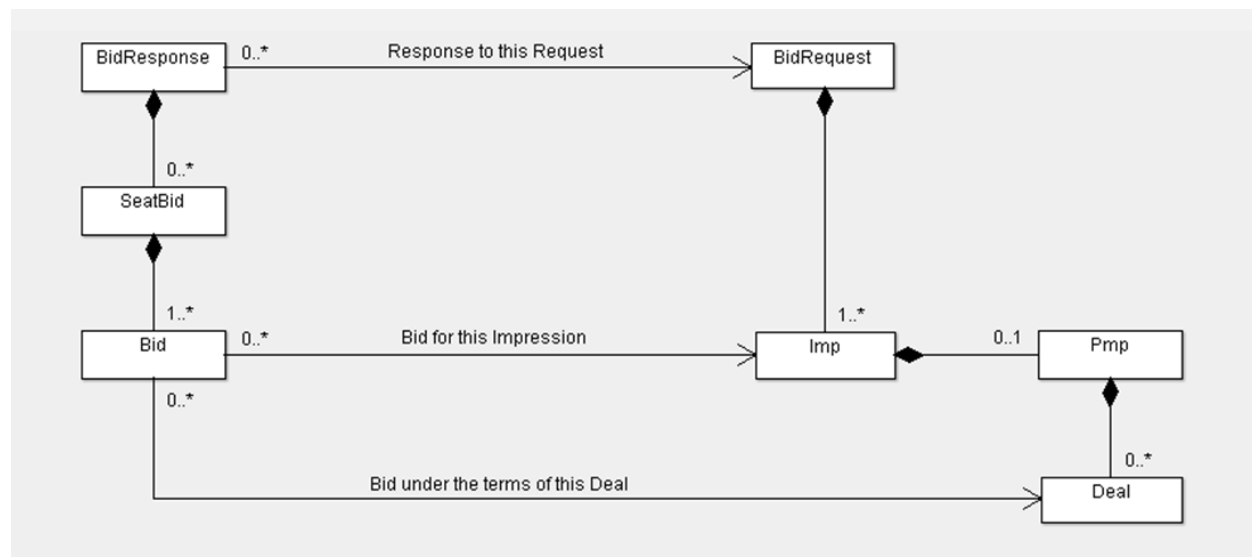 BidResponse
0..*
Response to this Request
BidRequest
0..*
SeatBid
1..*
1..*
Bid
0..*
Bid for this Impression
Imp
0..1
Pmp
0..*
0..*
Bid under the terms of this Deal
Deal